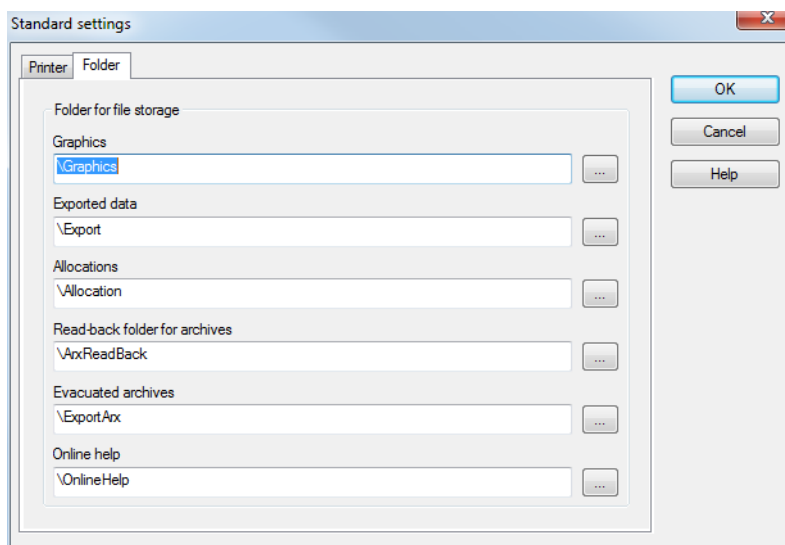 Standard settings
Printer
Folder
OK
Cancel
Help
Folder for file storage
Graphics
\Graphics
...
Exported data
\Export
...
Allocations
\Allocation
...
Read-back folder for archives
\ArxReadBack
...
Evacuated archives
\ExportArx
...
Online help
\OnlineHelp
...